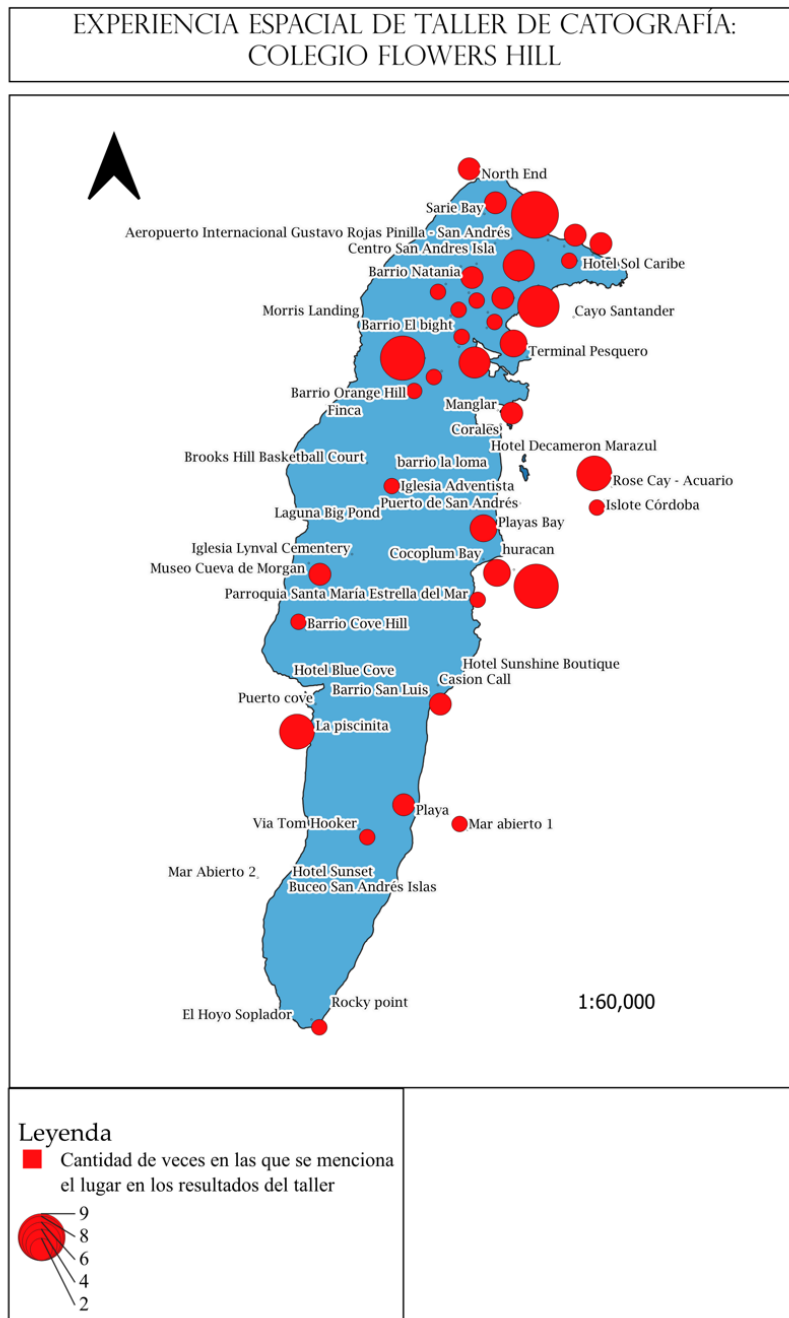 EXPERIENCIA ESPACIAL DE TALLER DE CATOGRAFÍA:
COLEGIO FLOWERS HILL
North End
Sarie Bay
Aeropuerto Internacional Gustavo Rojas Pinilla - San Andrés
Centro San Andres Isla
Hotel Sol Caribe
Barrio Natania
Morris Landing
Cayo Santander
Barrio El bight
Terminal Pesquero
Barrio Orange Hill
Finca
Manglar
Corales
Hotel Decameron Marazul
Brooks Hill Basketball Court
barrio la loma
Rose Cay - Acuario
Iglesia Adventista
Puerto de San Andrés
Islote Córdoba
Laguna Big Pond
Playas Bay
Iglesia Lynval Cementery
Cocoplum Bay
huracan
Museo Cueva de Morgan
Parroquia Santa María Estrella del Mar
Barrio Cove Hill
Hotel Sunshine Boutique
Hotel Blue Cove
Casion Call
Barrio San Luis
Puerto cove
La piscinita
Playa
Via Tom Hooker
Mar abierto 1
Mar Abierto 2
Hotel Sunset
Buceo San Andrés Islas
Rocky point
El Hoyo Soplador
1:60,000
Leyenda
Cantidad de veces en las que se menciona
el lugar en los resultados del taller
9
8
6
4
2